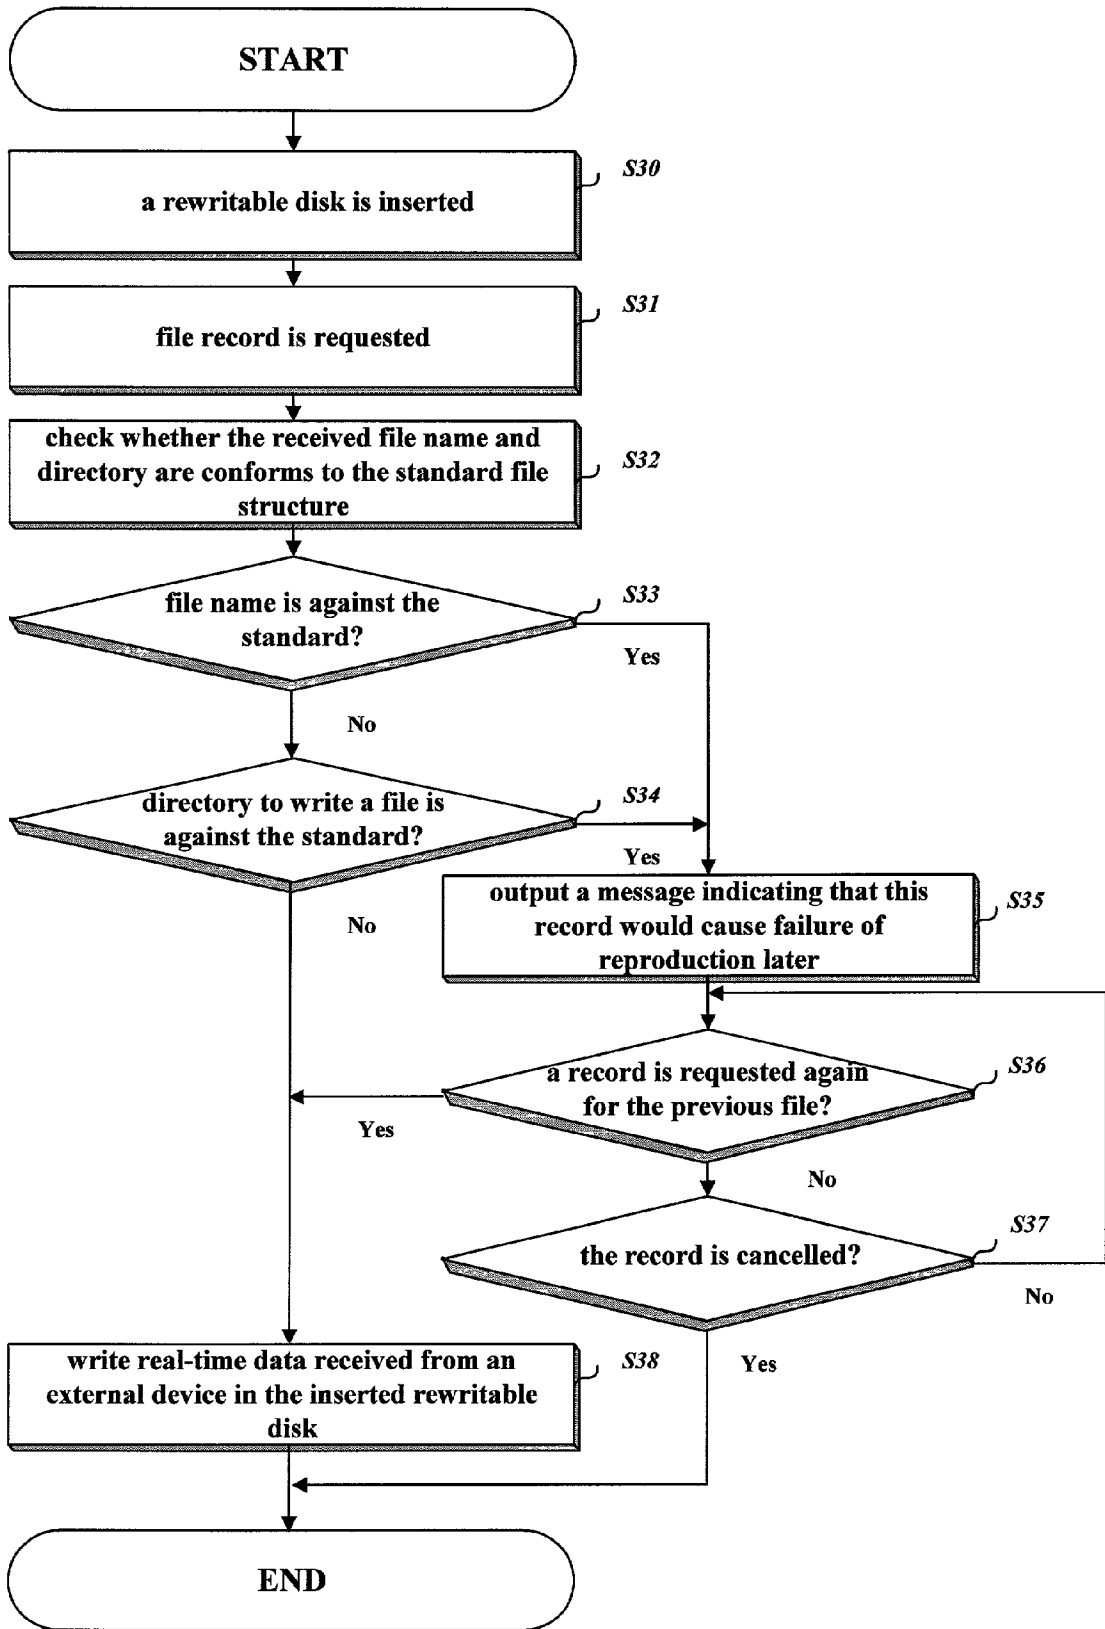 START
a rewritable disk is inserted
S30
file record is requested
S31
check whether the received file name and
directory are conforms to the standard file
structure
S32
file name is against the
standard?
S33
Yes
No
directory to write a file is
against the standard?
S34
Yes
No
output a message indicating that this
record would cause failure of
reproduction later
S35
a record is requested again
for the previous file?
S36
Yes
No
the record is cancelled?
S37
No
Yes
write real-time data received from an
external device in the inserted rewritable
disk
S38
END